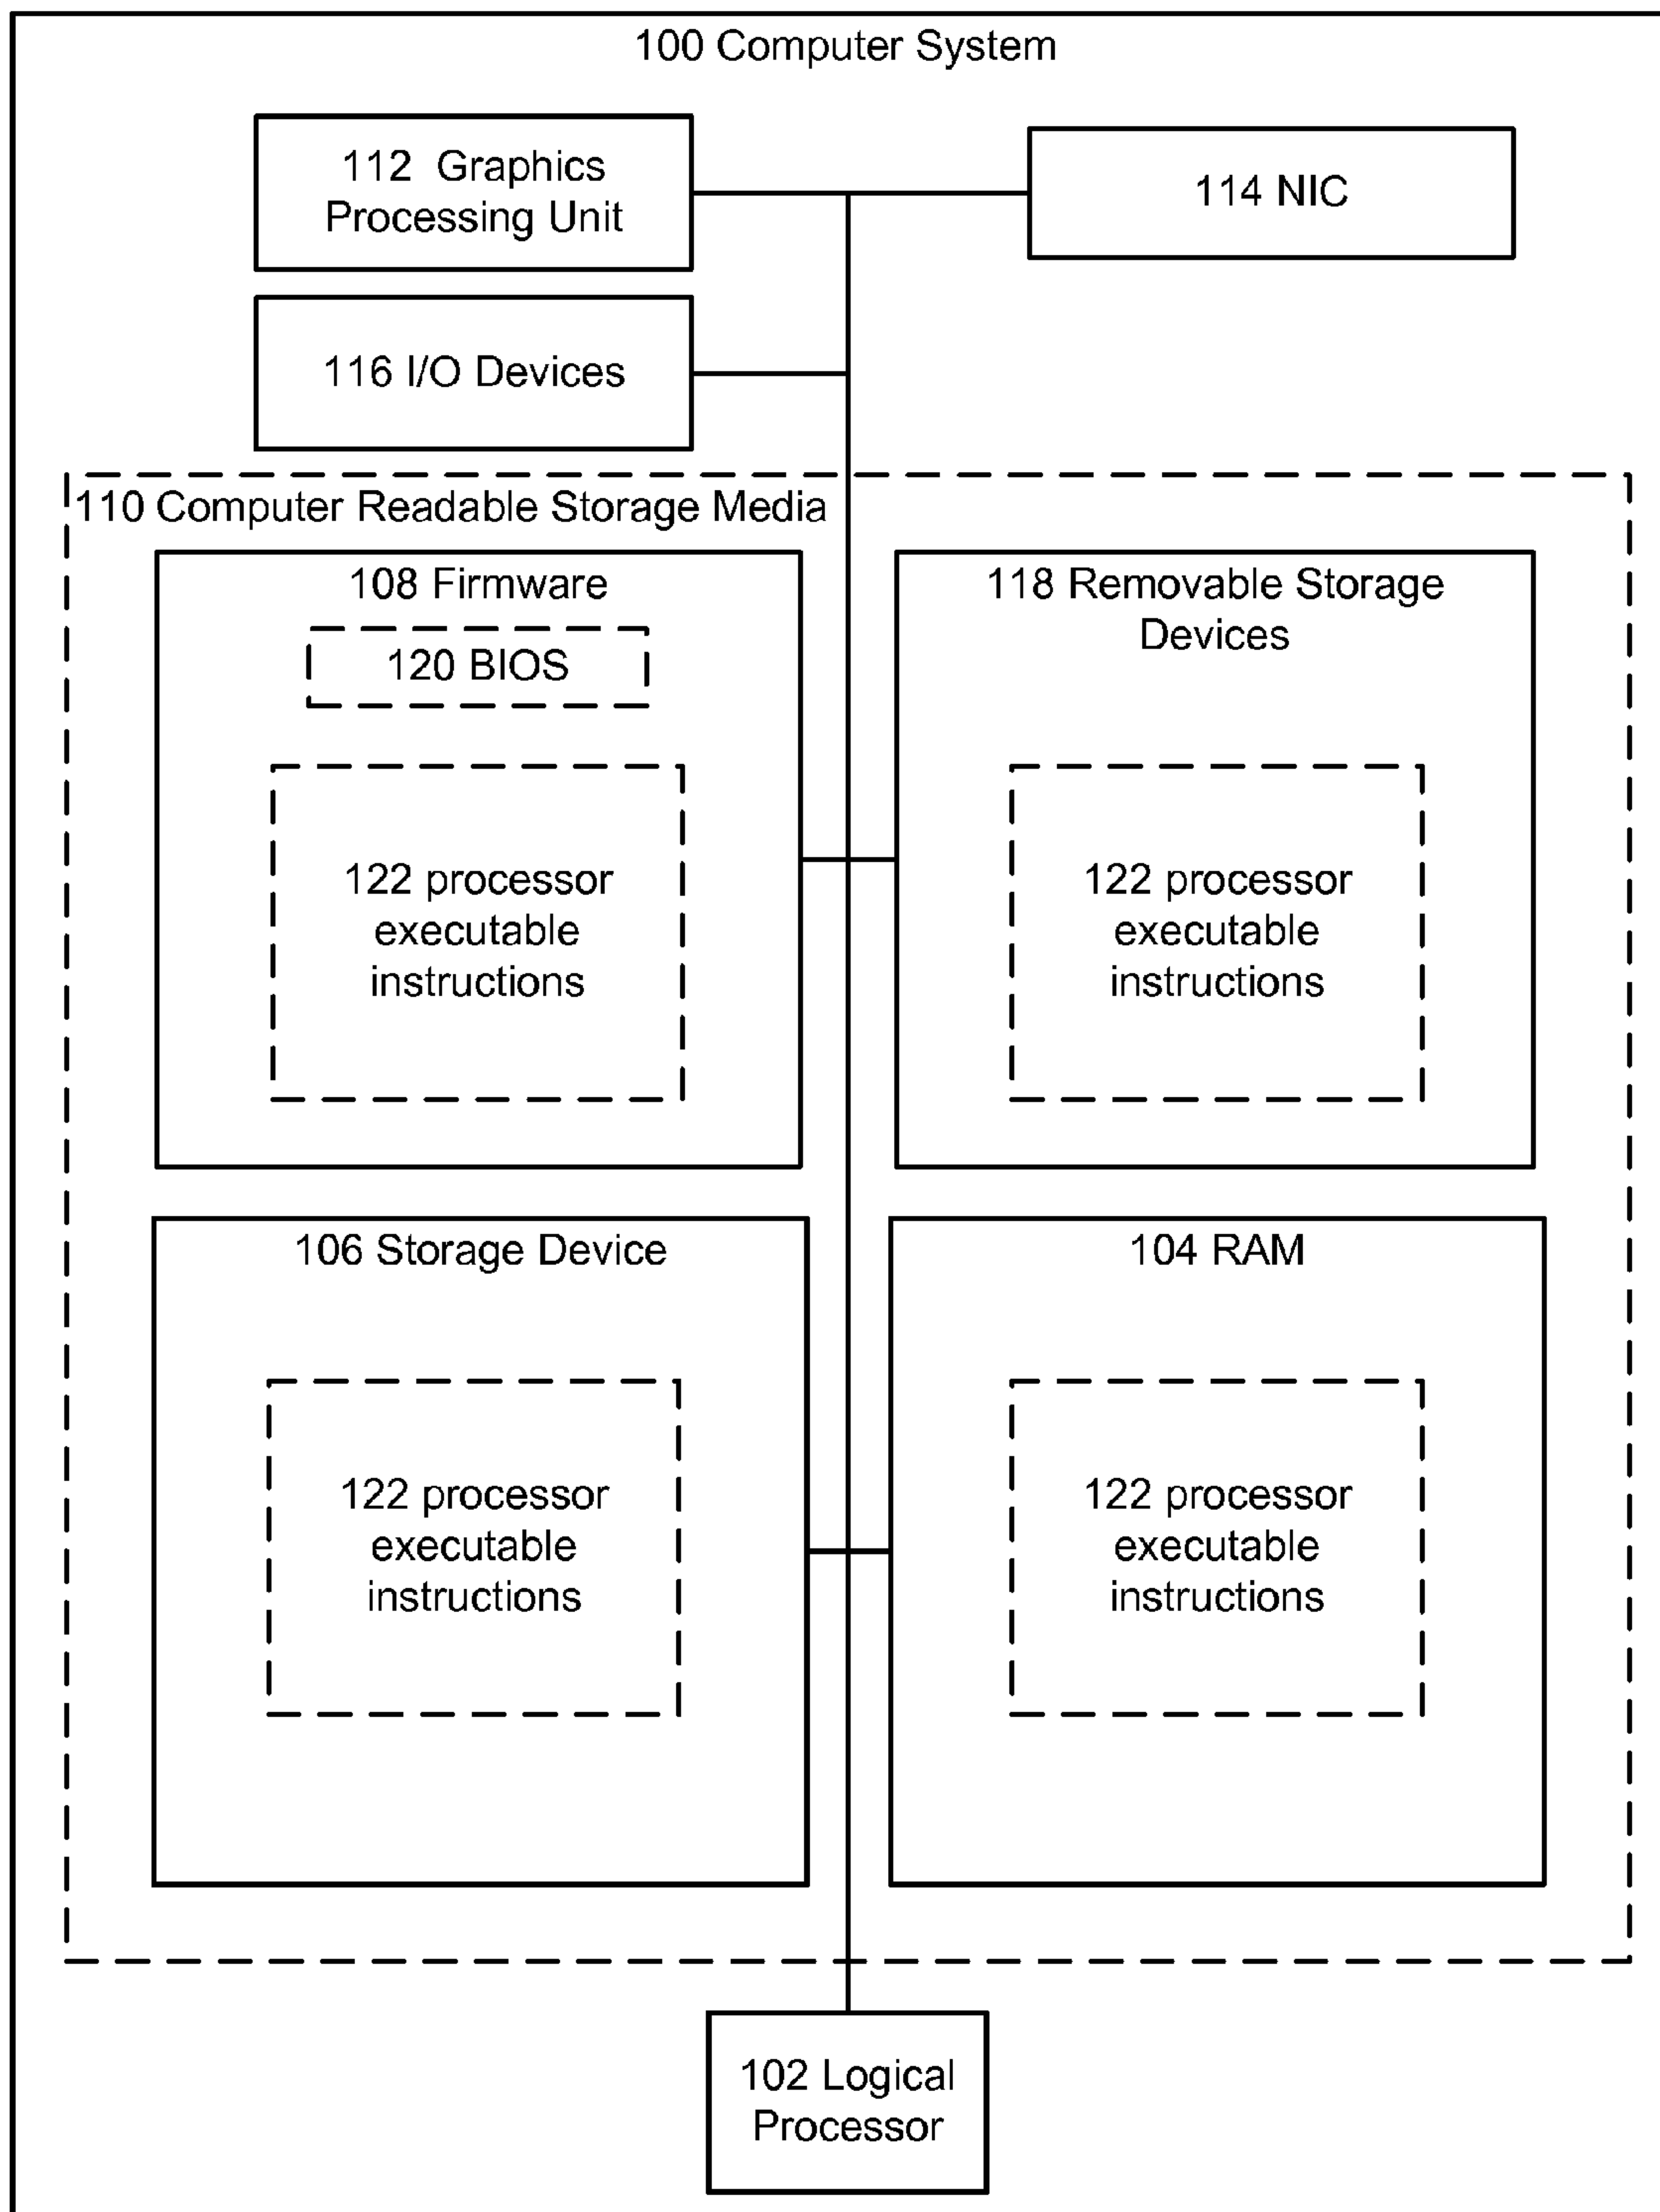 100 Computer System
112 Graphics
Processing Unit
114 NIC
116 I/O Devices
110 Computer Readable Storage Media
108 Firmware
120 BIOS
122 processor
executable
instructions
118 Removable Storage
Devices
122 processor
executable
instructions
106 Storage Device
122 processor
executable
instructions
104 RAM
122 processor
executable
instructions
102 Logical
Processor